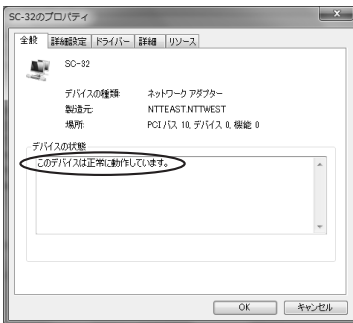 SC-32のプロパティ
全般 詳細設定 ドライバー 詳細 リソース
SC-32
デバイスの種類: ネットワーク アダプター
製造元: NTTEAST.NTTWEST
場所: PCI バス 10, デバイス 0, 機能 0
デバイスの状態
このデバイスは正常に動作しています。
OK キャンセル